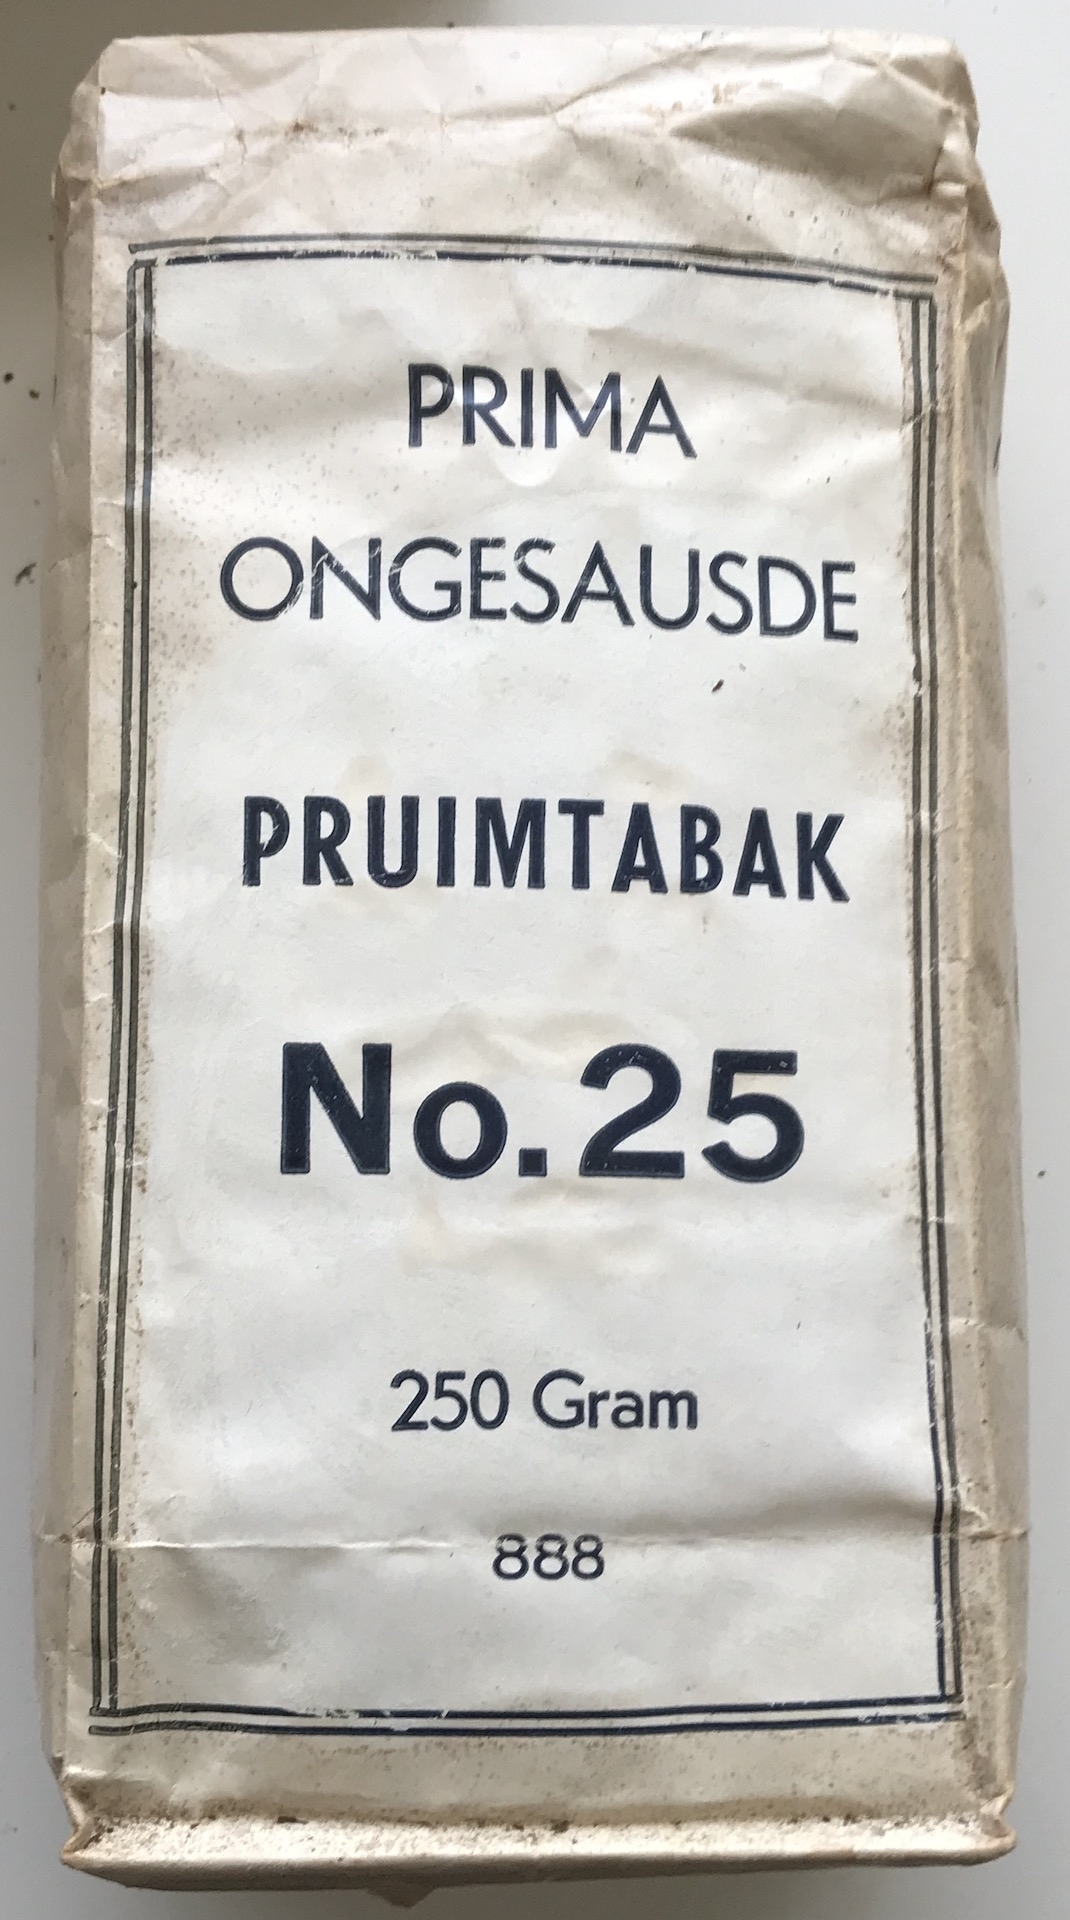 PRIMA
ONGESAUSDE
PRUIMTABAK
No.25
250 Gram
888